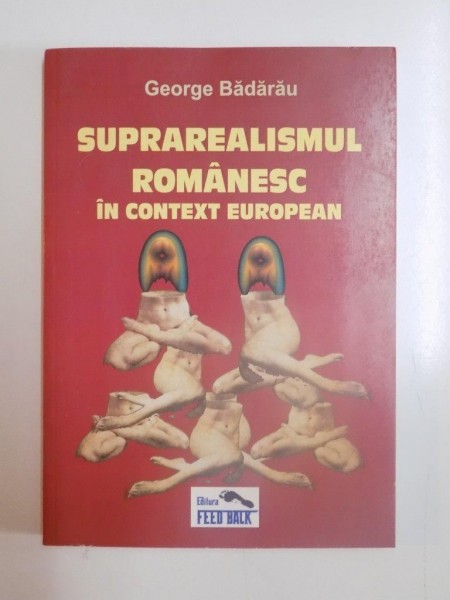 George Bădărău
SUPRAREALISMUL
ROMÂNESC
ÎN CONTEXT EUROPEAN
Editura
FEED BACK